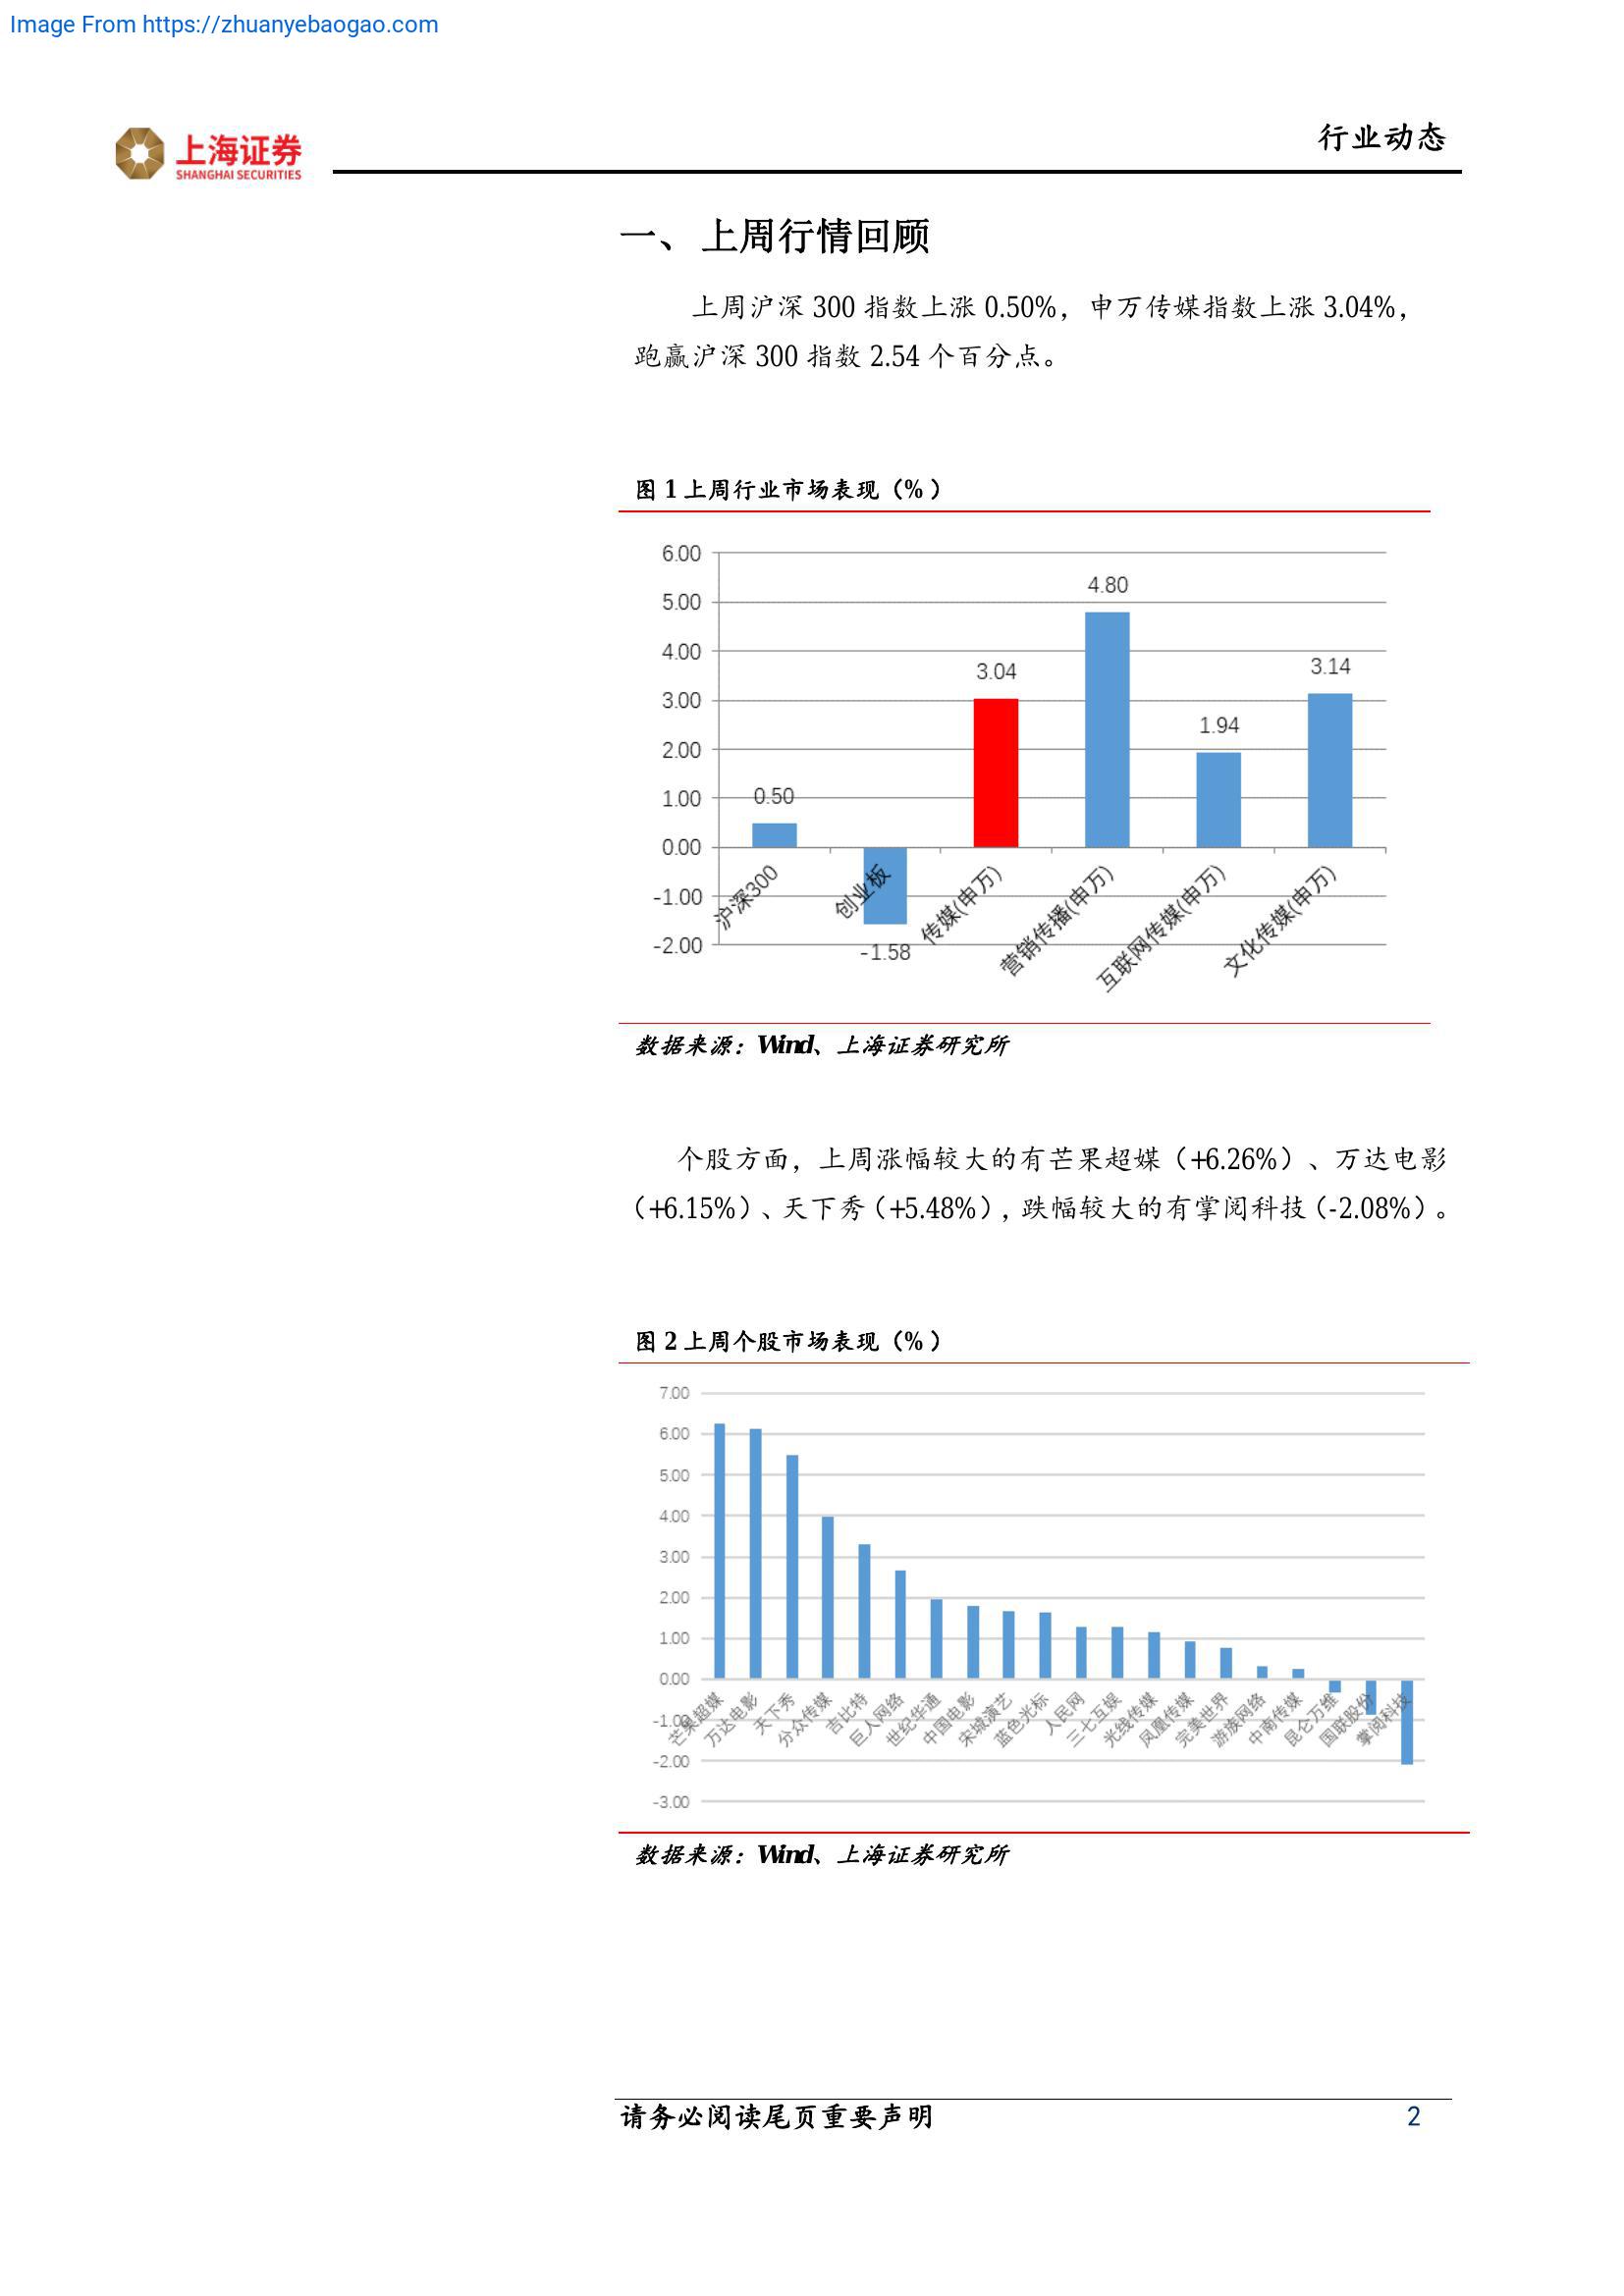 Image From https://zhuanyebaogao.com
上海证券
SHANGHAI SECURITIES
行业动态
一、上周行情回顾
上周沪深 300 指数上涨 0.50%，申万传媒指数上涨 3.04%，
跑赢沪深 300 指数 2.54 个百分点。
图 1 上周行业市场表现（%）
6.00
5.00
4.00
3.00
2.00
1.00
0.00
-1.00
-2.00
0.50
-1.58
3.04
4.80
1.94
3.14
沪深300
创业板
传媒(申万)
营销传播(申万)
互联网传媒(申万)
文化传媒(申万)
数据来源：Wind、上海证券研究所
个股方面，上周涨幅较大的有芒果超媒（+6.26%）、万达电影
（+6.15%）、天下秀（+5.48%），跌幅较大的有掌阅科技（-2.08%）。
图 2 上周个股市场表现（%）
7.00
6.00
5.00
4.00
3.00
2.00
1.00
0.00
-1.00
-2.00
-3.00
芒果超媒
万达电影
天下秀
分众传媒
吉比特
巨人网络
世纪华通
中国电影
宋城演艺
蓝色光标
人民网
三七互娱
光线传媒
凤凰传媒
完美世界
游族网络
中南传媒
昆仑万维
国联股份
掌阅科技
数据来源：Wind、上海证券研究所
请务必阅读尾页重要声明
2